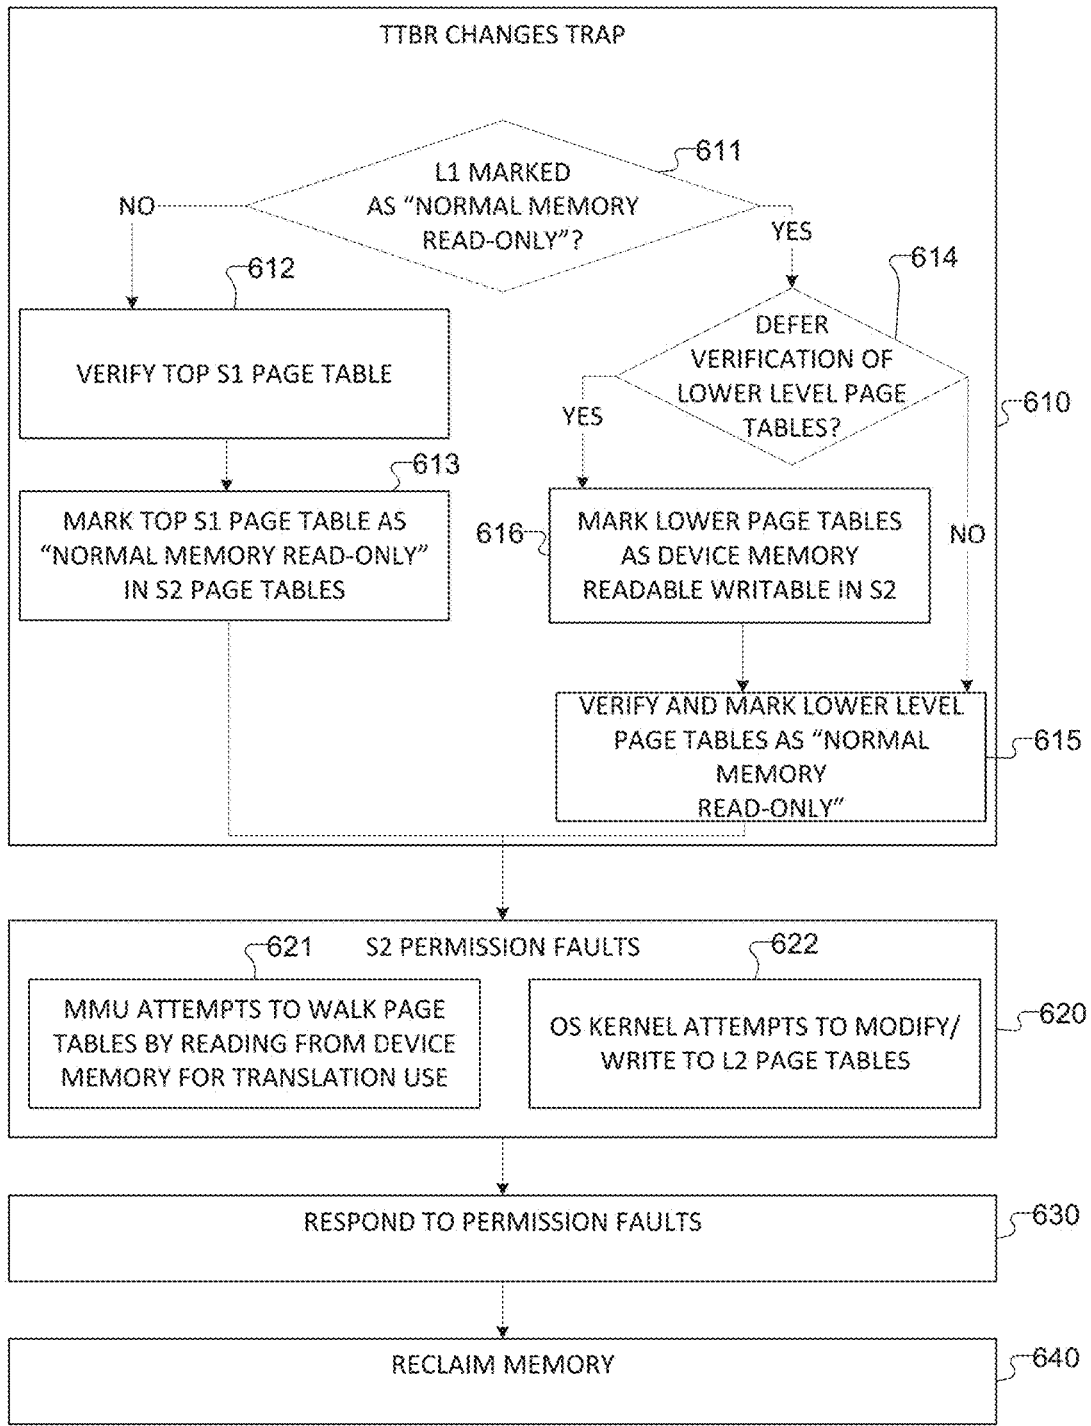 TTBR CHANGES TRAP
611
L1 MARKED
AS “NORMAL MEMORY
READ-ONLY”?
NO
YES
612
614
VERIFY TOP S1 PAGE TABLE
DEFER
VERIFICATION OF
LOWER LEVEL PAGE
TABLES?
610
YES
NO
613
MARK TOP S1 PAGE TABLE AS
“NORMAL MEMORY READ-ONLY”
IN S2 PAGE TABLES
616
MARK LOWER PAGE TABLES
AS DEVICE MEMORY
READABLE WRITABLE IN S2
VERIFY AND MARK LOWER LEVEL
PAGE TABLES AS “NORMAL
MEMORY
READ-ONLY”
615
S2 PERMISSION FAULTS
621
622
MMU ATTEMPTS TO WALK PAGE
TABLES BY READING FROM DEVICE
MEMORY FOR TRANSLATION USE
OS KERNEL ATTEMPTS TO MODIFY/
WRITE TO L2 PAGE TABLES
620
RESPOND TO PERMISSION FAULTS
630
RECLAIM MEMORY
640